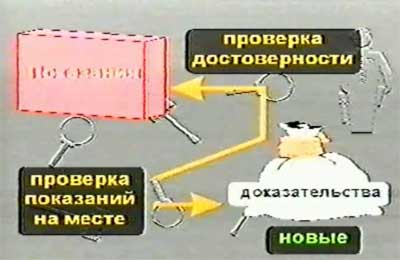 проверка
достоверности
Показания
проверка
показаний
на месте
доказательства
новые